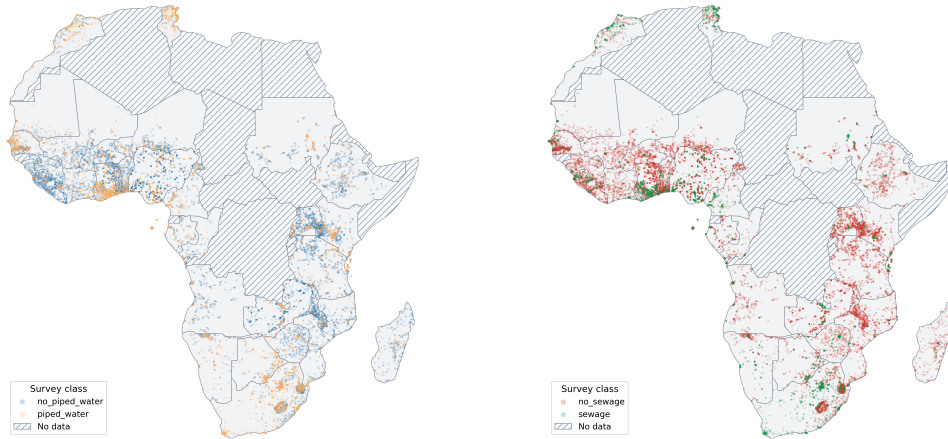 Survey class
no_piped_water
piped_water
No data
Survey class
no_sewage
sewage
No data